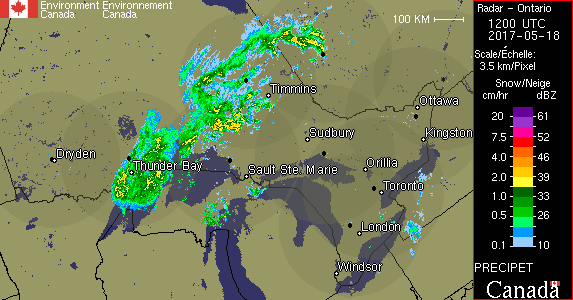 Environment Environnement
Canada Canada
100 KM
Timmins
Ottawa
Sudbury
Kingston
Dryden
Thunder Bay
Sault Ste. Marie
Orillia
Toronto
London
Windsor
Radar - Ontario
1200 UTC
2017-05-18
Scale/Échelle:
3.5 km/Pixel
Snow/Neige
cm/hr dBZ
20 61
7.5 52
4.0 46
2.0 39
1.0 33
0.5 26
0.1 10
PRECIPET
Canada